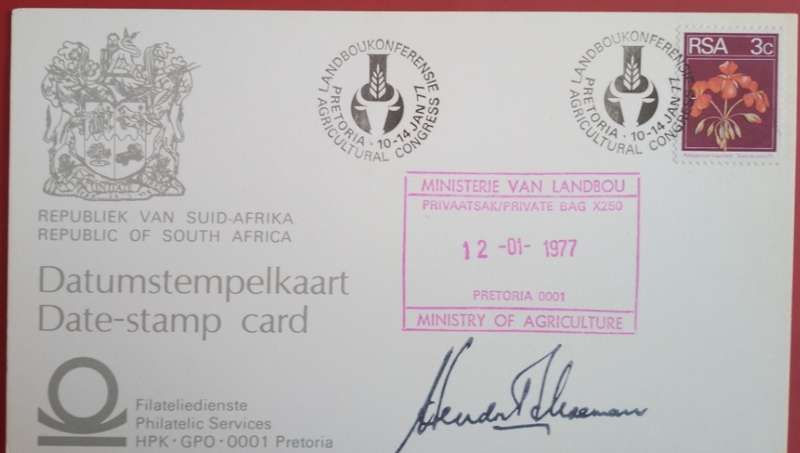 LANDBOUKONFERENSIE
PRETORIA · 10-14 JAN 77
AGRICULTURAL CONGRESS
LANDBOUKONFERENSIE
PRETORIA · 10-14 JAN 77
AGRICULTURAL CONGRESS
RSA 3c
REPUBLIEK VAN SUID-AFRIKA
REPUBLIC OF SOUTH AFRICA
MINISTERIE VAN LANDBOU
PRIVAATSAK/PRIVATE BAG X250
12 -01- 1977
PRETORIA 0001
MINISTRY OF AGRICULTURE
Datumstempelkaart
Date-stamp card
Filateliedienste
Philatelic Services
HPK · GPO · 0001 Pretoria